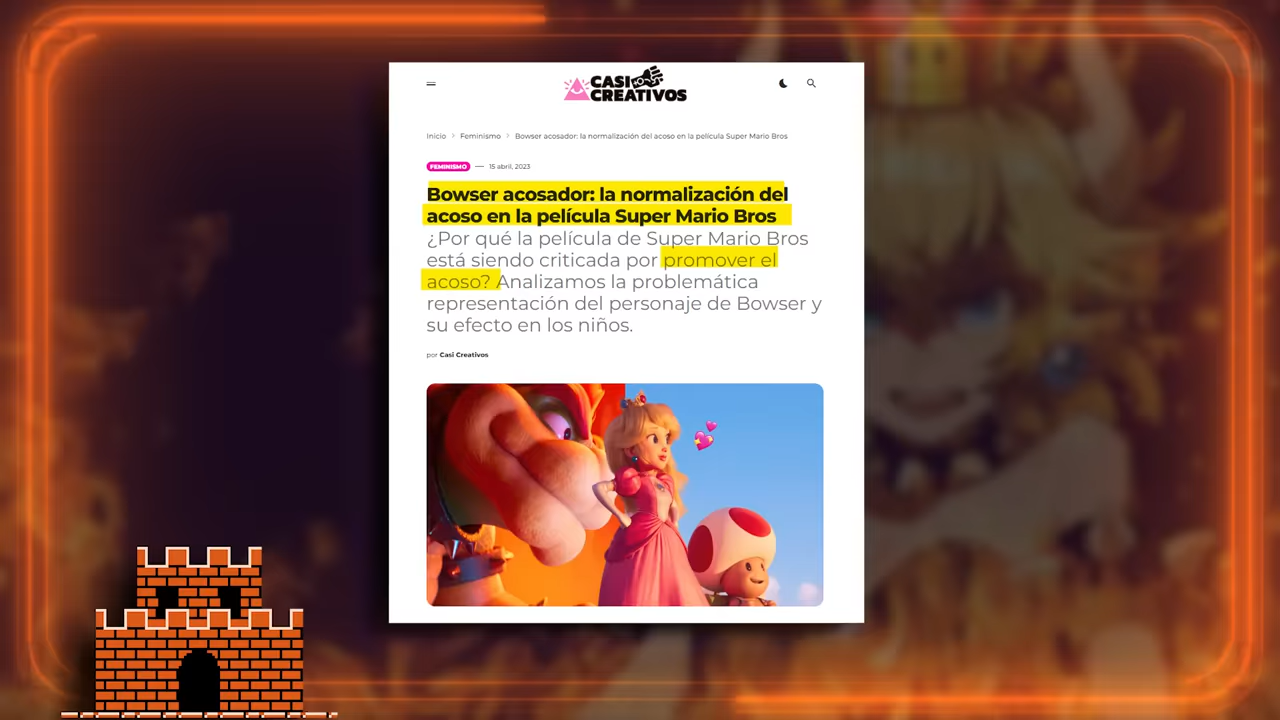 CASI
CREATIVOS
Inicio > Feminismo > Bowser acosador: la normalización del acoso en la película Super Mario Bros
FEMINISMO — 15 abril, 2023
Bowser acosador: la normalización del
acoso en la película Super Mario Bros
¿Por qué la película de Super Mario Bros
está siendo criticada por promover el
acoso? Analizamos la problemática
representación del personaje de Bowser y
su efecto en los niños.
por Casi Creativos